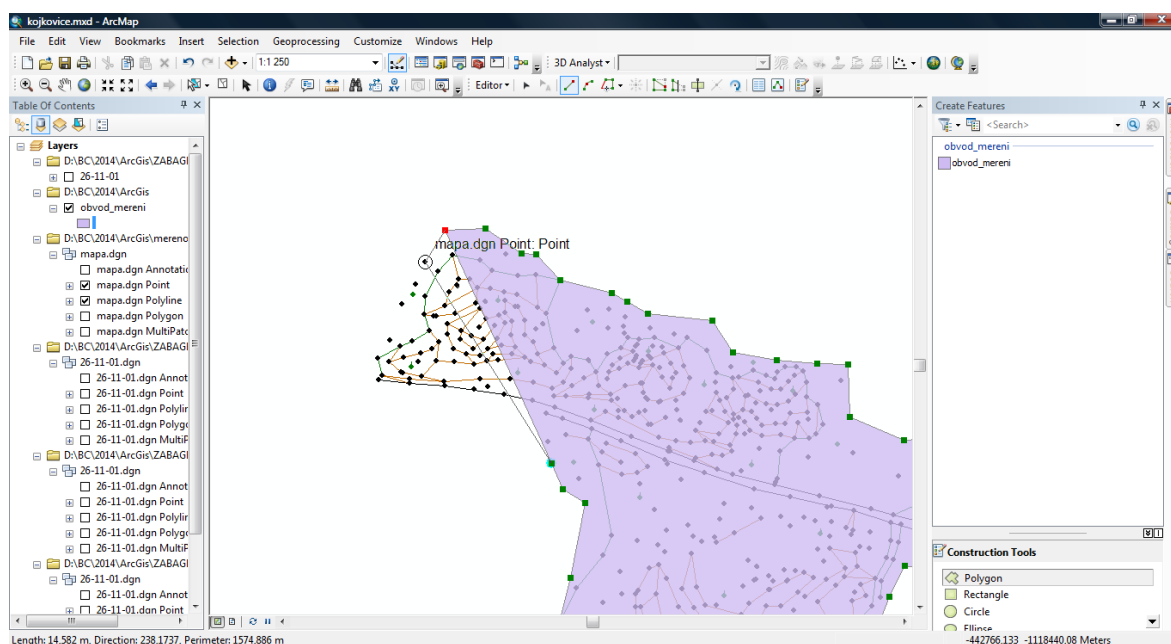 kojkovice.mxd - ArcMap
File Edit View Bookmarks Insert Selection Geoprocessing Customize Windows Help
1:1 250
3D Analyst
Editor
Table Of Contents
Layers
D:\BC\2014\ArcGis\ZABAGI
26-11-01
D:\BC\2014\ArcGis
obvod_mereni
D:\BC\2014\ArcGis\mereno
mapa.dgn
mapa.dgn Annotatic
mapa.dgn Point
mapa.dgn Polyline
mapa.dgn Polygon
mapa.dgn MultiPatc
D:\BC\2014\ArcGis\ZABAGI
26-11-01.dgn
26-11-01.dgn Annot
26-11-01.dgn Point
26-11-01.dgn Polylin
26-11-01.dgn Polygo
26-11-01.dgn MultiP
D:\BC\2014\ArcGis\ZABAGI
26-11-01.dgn
26-11-01.dgn Annot
26-11-01.dgn Point
26-11-01.dgn Polylin
26-11-01.dgn Polygo
26-11-01.dgn MultiP
D:\BC\2014\ArcGis\ZABAGI
26-11-01.dgn
26-11-01.dgn Annot
26-11-01.dgn Point
mapa.dgn Point: Point
Create Features
<Search>
obvod_mereni
obvod_mereni
Construction Tools
Polygon
Rectangle
Circle
Ellipse
Length: 14.582 m, Direction: 238.1737, Perimeter: 1574.886 m
-442766.133 -1118440.08 Meters